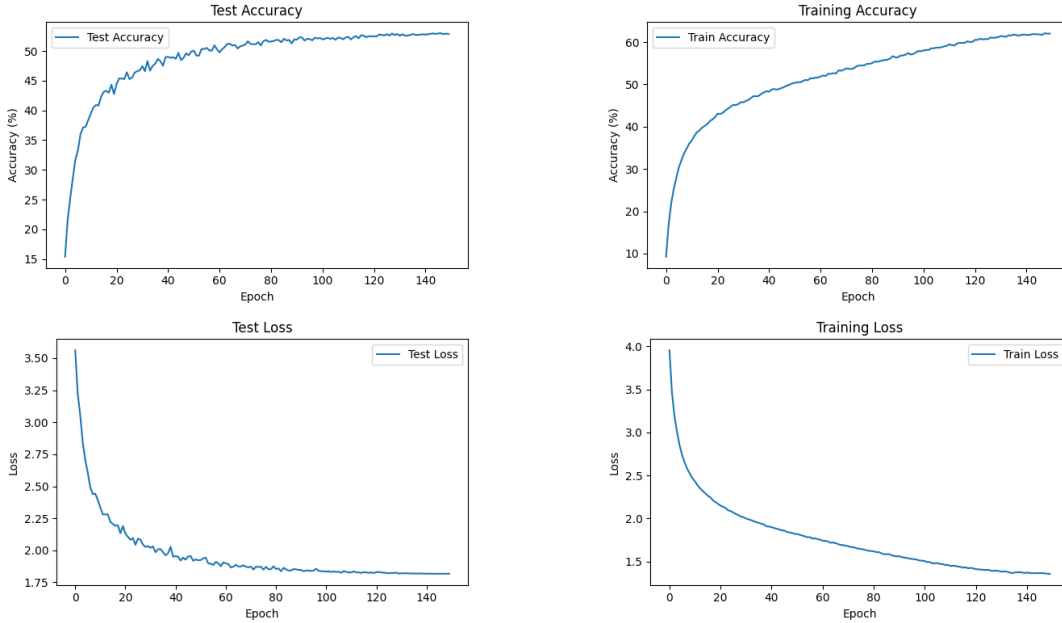 Test Accuracy
Test Accuracy
Accuracy (%)
50
45
40
35
30
25
20
15
0 20 40 60 80 100 120 140
Epoch
Training Accuracy
Train Accuracy
Accuracy (%)
60
50
40
30
20
10
0 20 40 60 80 100 120 140
Epoch
Test Loss
Test Loss
Loss
3.50
3.25
3.00
2.75
2.50
2.25
2.00
1.75
0 20 40 60 80 100 120 140
Epoch
Training Loss
Train Loss
Loss
4.0
3.5
3.0
2.5
2.0
1.5
0 20 40 60 80 100 120 140
Epoch